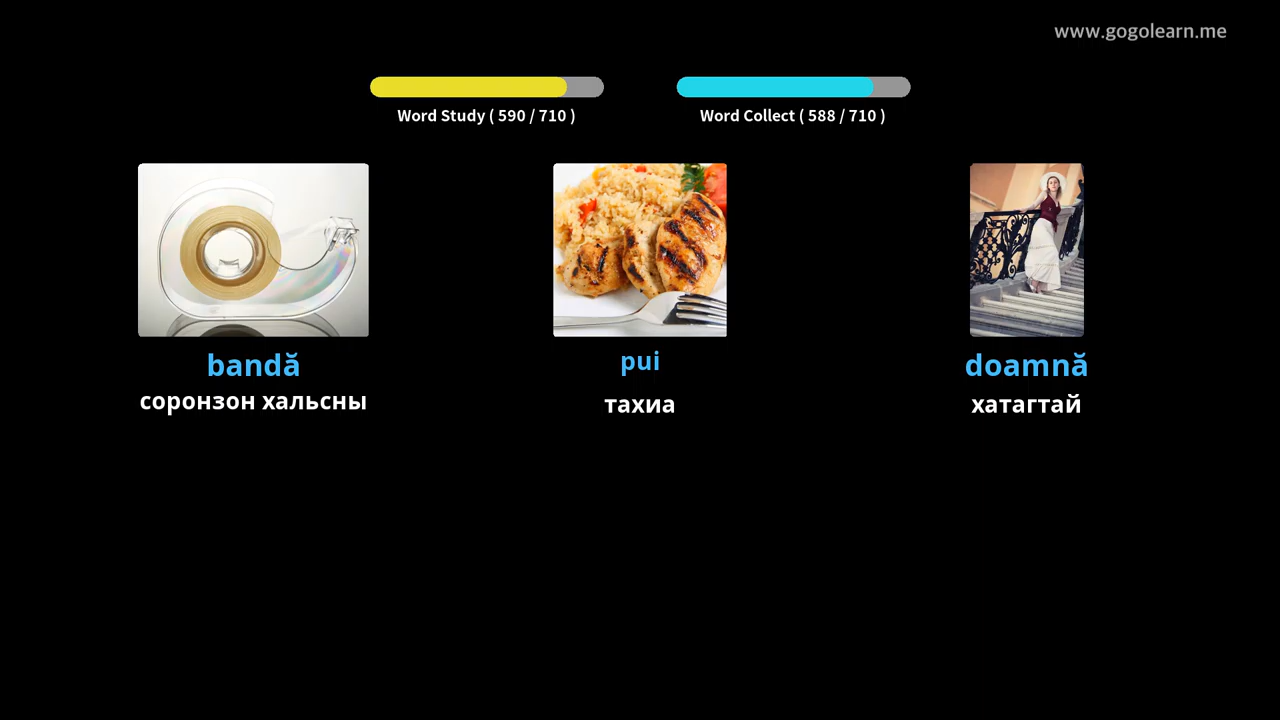 www.gogolearn.me
Word Study ( 590 / 710 )
Word Collect ( 588 / 710 )
bandă
соронзон хальсны
pui
тахиа
doamnă
хатагтай